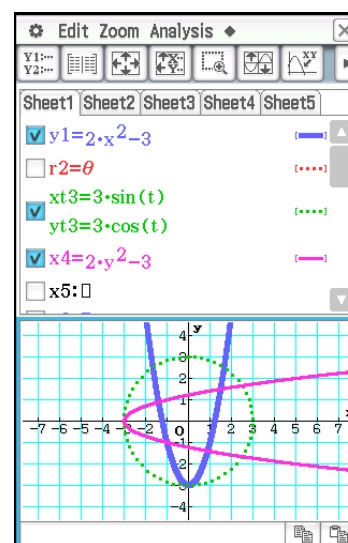 Edit Zoom Analysis ◆
Y1:--- Y2:---
XY
Sheet1 Sheet2 Sheet3 Sheet4 Sheet5
y1=2·x²−3
r2=θ
xt3=3·sin(t)
yt3=3·cos(t)
x4=2·y²−3
x5:□
y
4
3
2
1
-7 -6 -5 -4 -3 -2 0 1 2 3 4 5 6 7
-1
-2
-3
-4